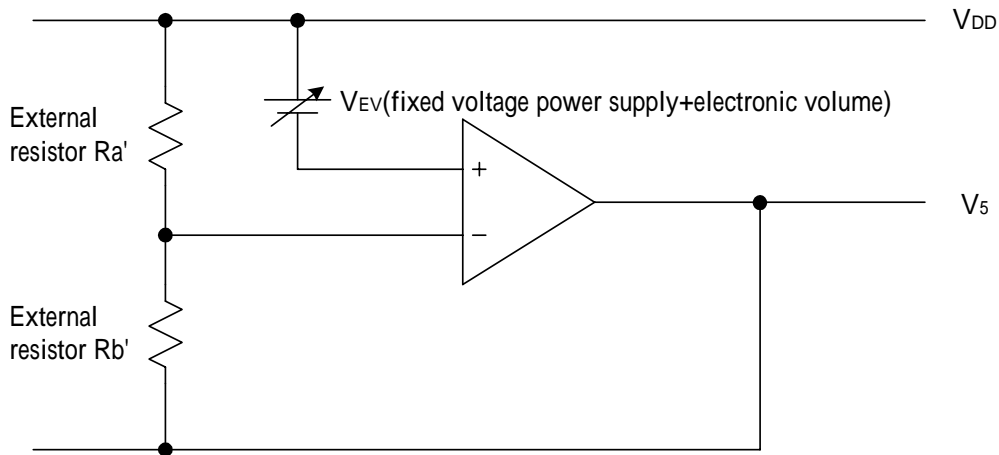 VDD
VEV(fixed voltage power supply+electronic volume)
External
resistor Ra'
+
−
V5
External
resistor Rb'